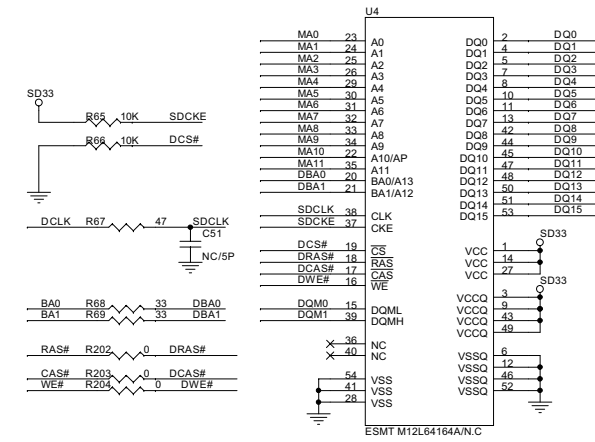 U4
MA0 23 A0 DQ0 2 DQ0
MA1 24 A1 DQ1 4 DQ1
MA2 25 A2 DQ2 5 DQ2
MA3 26 A3 DQ3 7 DQ3
MA4 29 A4 DQ4 8 DQ4
MA5 30 A5 DQ5 10 DQ5
MA6 31 A6 DQ6 11 DQ6
MA7 32 A7 DQ7 13 DQ7
MA8 33 A8 DQ8 42 DQ8
MA9 34 A9 DQ9 44 DQ9
MA10 22 A10/AP DQ10 45 DQ10
MA11 35 A11 DQ11 47 DQ11
DBA0 20 BA0/A13 DQ12 48 DQ12
DBA1 21 BA1/A12 DQ13 50 DQ13
DQ14 51 DQ14
DQ15 53 DQ15
SD33
R65 10K SDCKE
R66 10K DCS#
DCLK R67 47 SDCLK
C51
NC/5P
BA0 R68 33 DBA0
BA1 R69 33 DBA1
RAS# R202 0 DRAS#
CAS# R203 0 DCAS#
WE# R204 0 DWE#
SDCLK 38 CLK
SDCKE 37 CKE
DCS# 19 CS
DRAS# 18 RAS
DCAS# 17 CAS
DWE# 16 WE
DQM0 15 DQML
DQM1 39 DQMH
36 NC
40 NC
54 VSS
41 VSS
28 VSS
SD33
VCC 1
VCC 14
VCC 27
SD33
VCCQ 3
VCCQ 9
VCCQ 43
VCCQ 49
VSSQ 6
VSSQ 12
VSSQ 46
VSSQ 52
ESMT M12L64164A/N.C